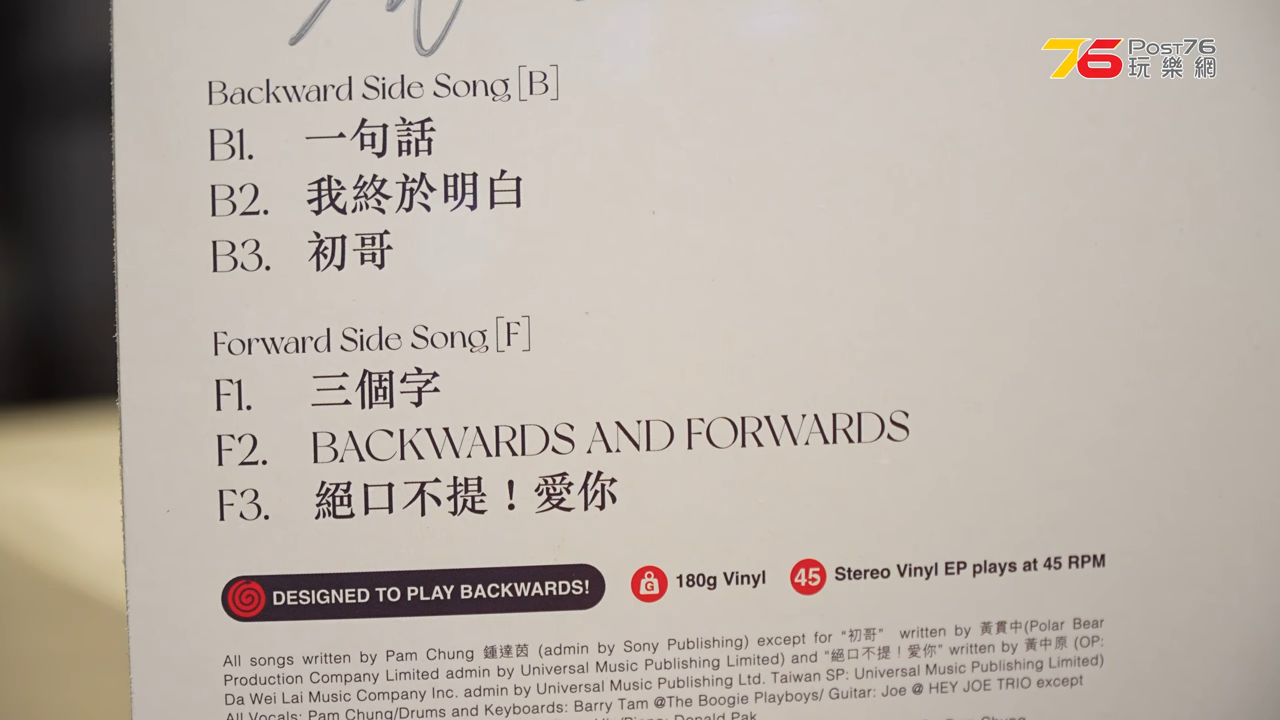 POST76
玩樂網
Backward Side Song [B]
B1. 一句話
B2. 我終於明白
B3. 初哥
Forward Side Song [F]
F1. 三個字
F2. BACKWARDS AND FORWARDS
F3. 絕口不提！愛你
DESIGNED TO PLAY BACKWARDS! G 180g Vinyl 45 Stereo Vinyl EP plays at 45 RPM
All songs written by Pam Chung 鍾達茵 (admin by Sony Publishing) except for "初哥" written by 黃貫中(Polar Bear
Production Company Limited admin by Universal Music Publishing Limited) and "絕口不提！愛你" written by 黃中原 (OP:
Da Wei Lai Music Company Inc. admin by Universal Music Publishing Ltd. Taiwan SP: Universal Music Publishing Limited)
All Vocals: Pam Chung/Drums and Keyboards: Barry Tam @The Boogie Playboys/ Guitar: Joe @ HEY JOE TRIO except
Donald Pak